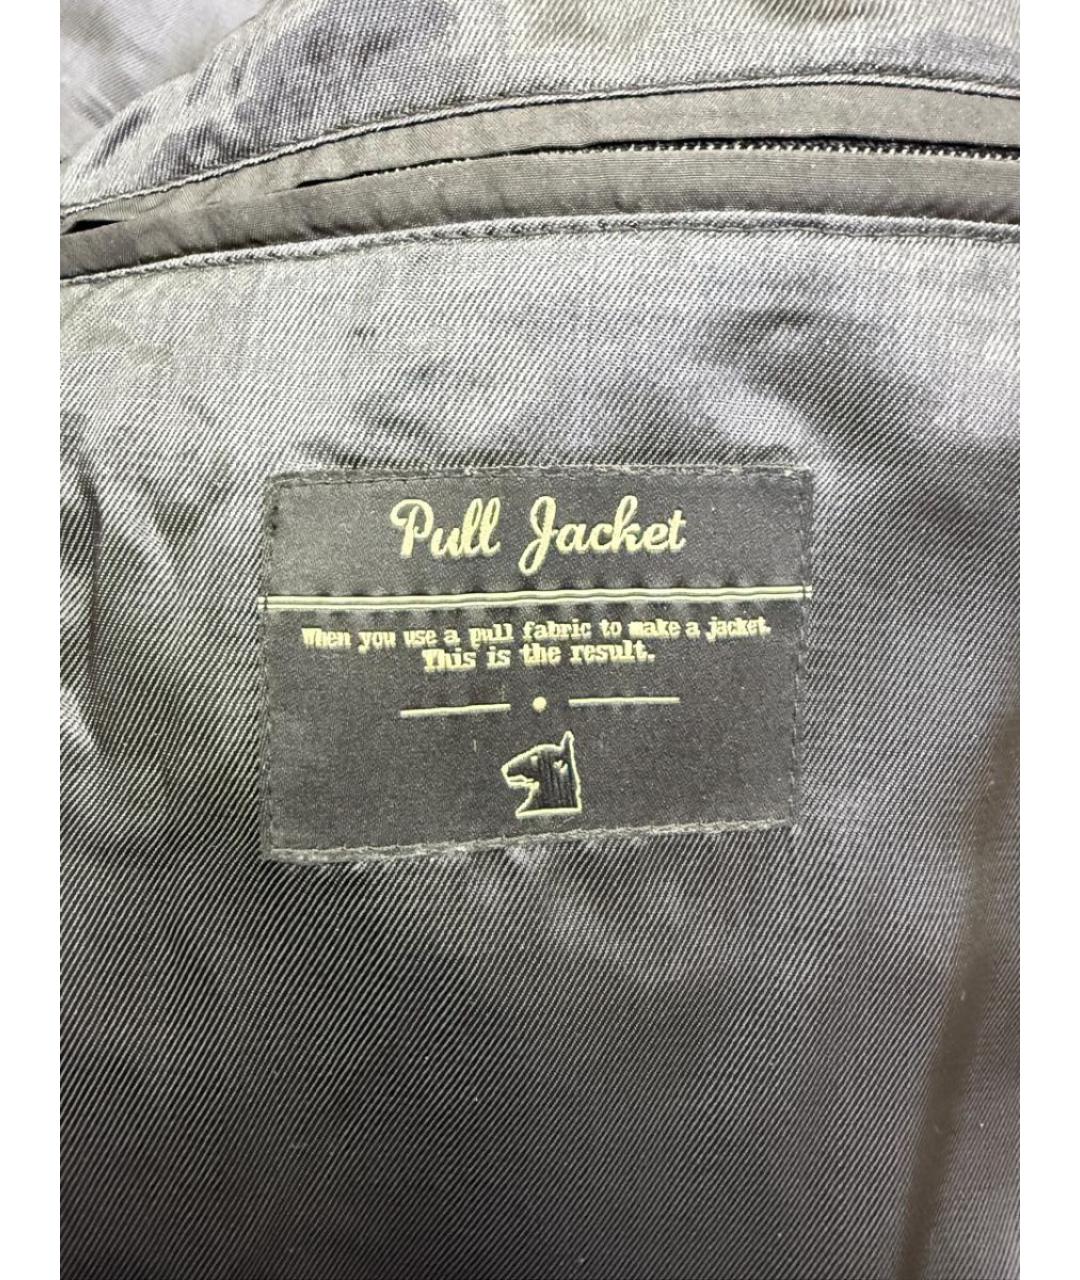 Pull Jacket
When you use a pull fabric to make a jacket.
This is the result.